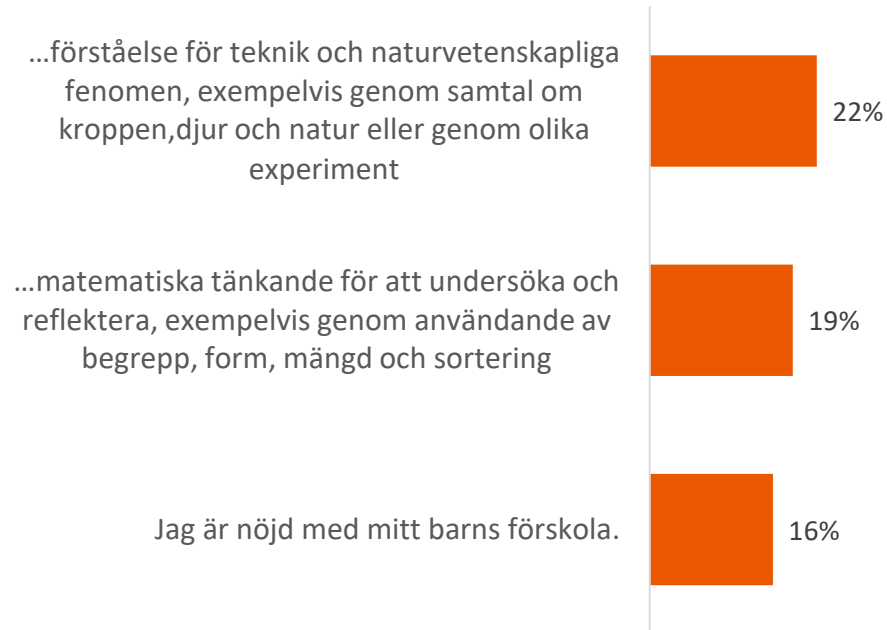 …förståelse för teknik och naturvetenskapliga
fenomen, exempelvis genom samtal om
kroppen,djur och natur eller genom olika
experiment
22%
…matematiska tänkande för att undersöka och
reflektera, exempelvis genom användande av
begrepp, form, mängd och sortering
19%
Jag är nöjd med mitt barns förskola.
16%